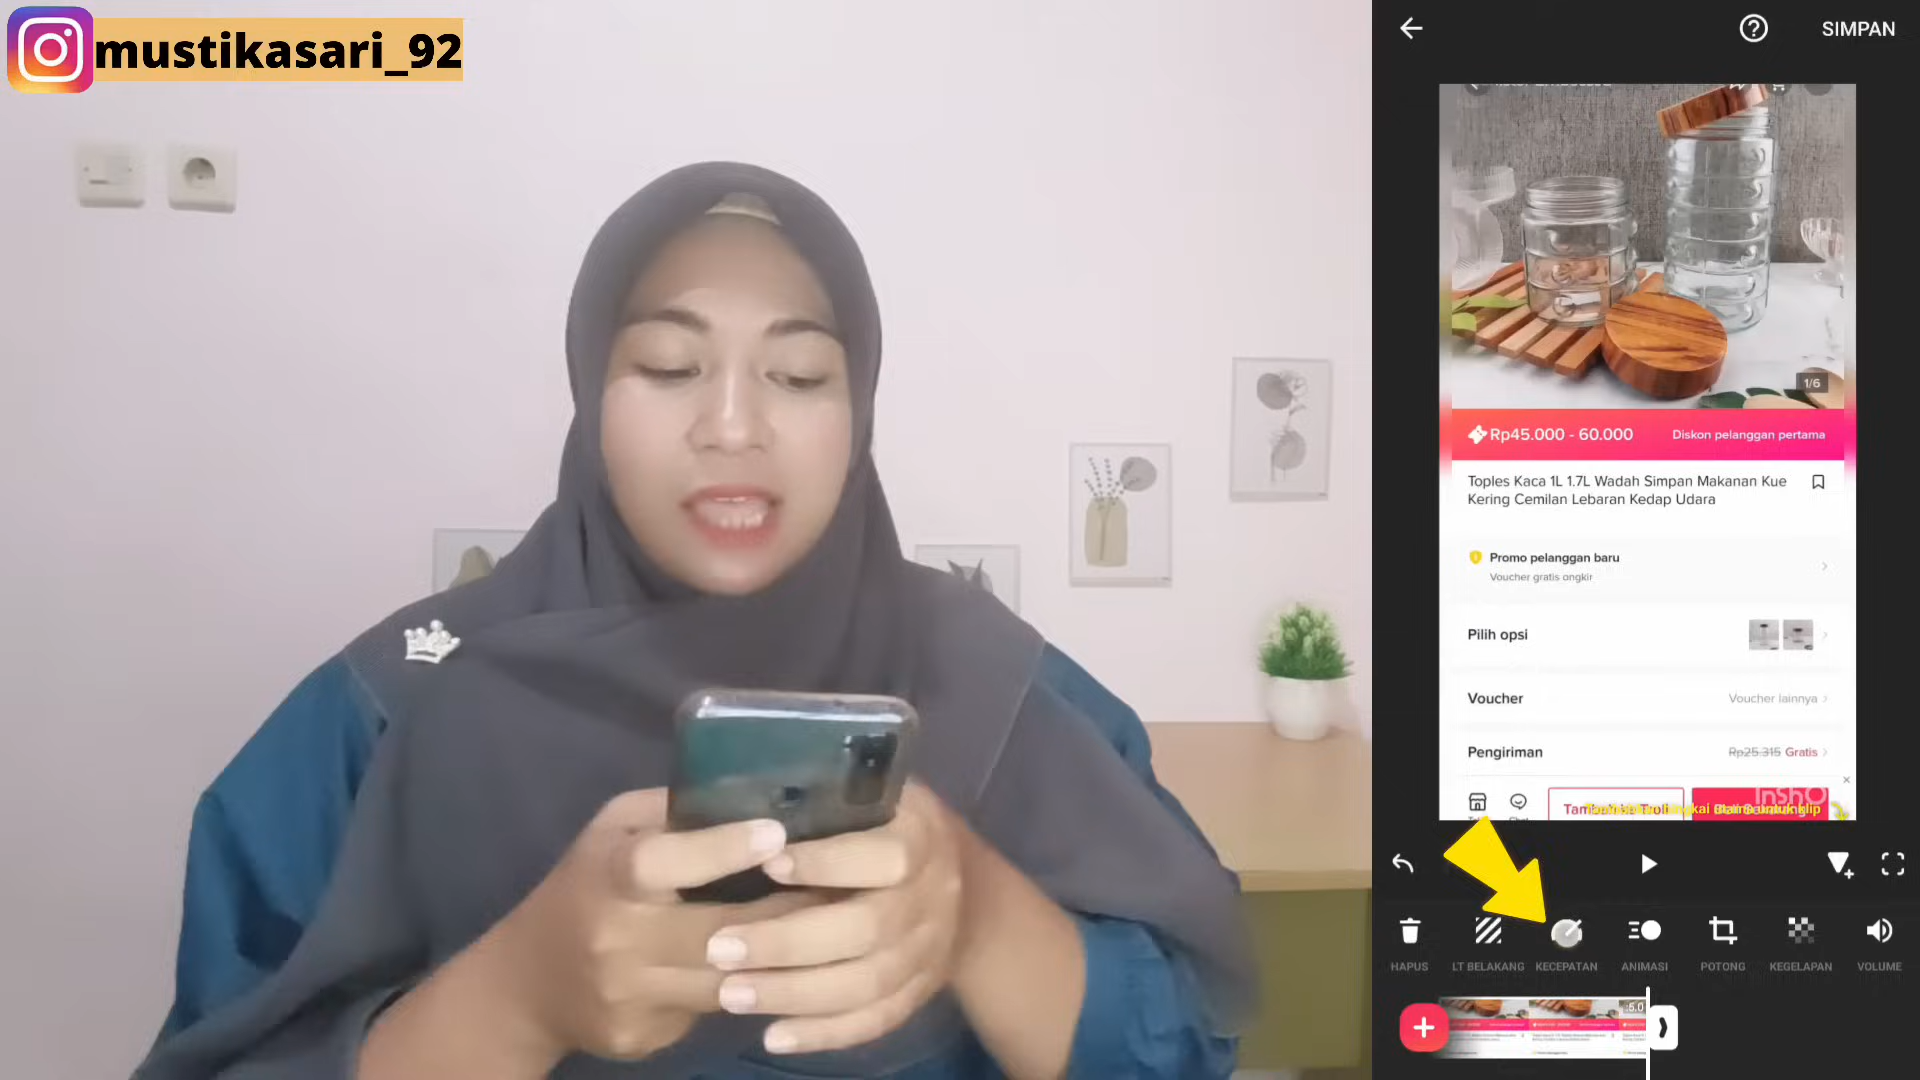 mustikasari_92
SIMPAN
1/6
Rp45.000 - 60.000
Diskon pelanggan pertama
Toples Kaca 1L 1.7L Wadah Simpan Makanan Kue
Kering Cemilan Lebaran Kedap Udara
Promo pelanggan baru
Voucher gratis ongkir
Pilih opsi
Voucher
Voucher lainnya
Pengiriman
Rp25.315 Gratis
InShO
HAPUS
LT BELAKANG
KECEPATAN
ANIMASI
POTONG
KEGELAPAN
VOLUME